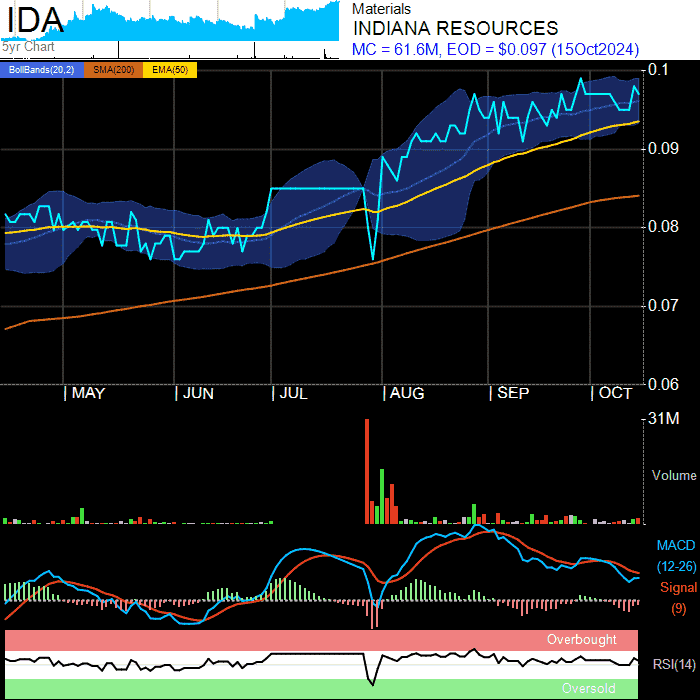 IDA
5yr Chart
Materials
INDIANA RESOURCES
MC = 61.6M, EOD = $0.097 (15Oct2024)
BollBands(20,2) SMA(200) EMA(50)
0.1
0.09
0.08
0.07
0.06
MAY JUN JUL AUG SEP OCT
31M
Volume
MACD
(12-26)
Signal
(9)
Overbought
RSI(14)
Oversold